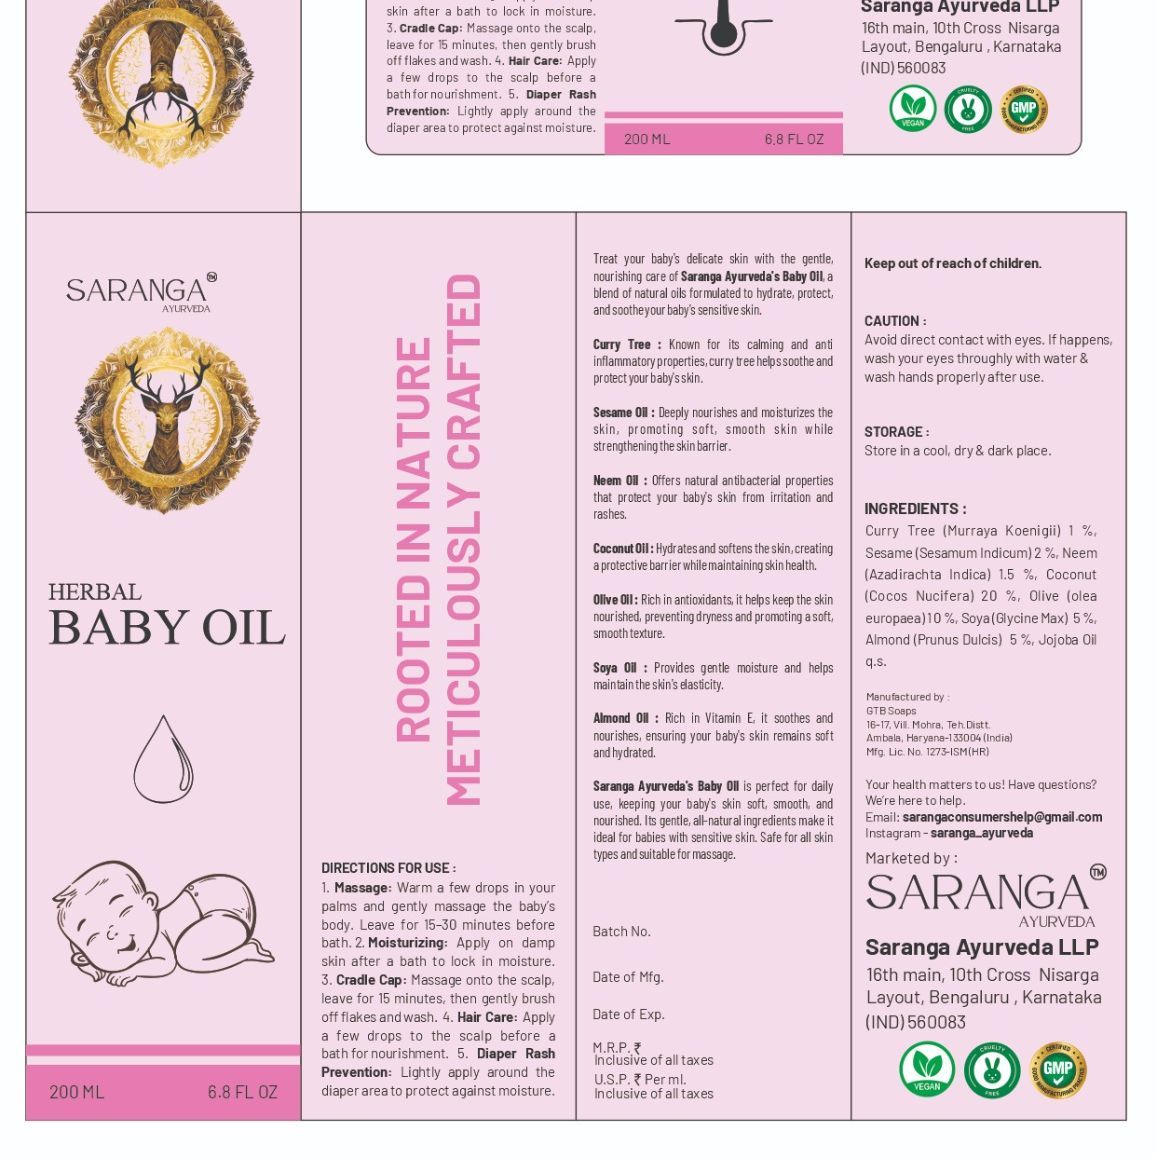 skin after a bath to lock in moisture.
3. Cradle Cap: Massage onto the scalp,
leave for 15 minutes, then gently brush
off flakes and wash. 4. Hair Care: Apply
a few drops to the scalp before a
bath for nourishment. 5. Diaper Rash
Prevention: Lightly apply around the
diaper area to protect against moisture.
200 ML
6.8 FL OZ
Saranga Ayurveda LLP
16th main, 10th Cross Nisarga
Layout, Bengaluru , Karnataka
(IND) 560083
VEGAN
CRUELTY
FREE
CERTIFIED
GMP
GOOD MANUFACTURING PRACTICE
SARANGA™
AYURVEDA
HERBAL
BABY OIL
200 ML
6.8 FL OZ
ROOTED IN NATURE
METICULOUSLY CRAFTED
DIRECTIONS FOR USE :
1. Massage: Warm a few drops in your
palms and gently massage the baby's
body. Leave for 15-30 minutes before
bath. 2. Moisturizing: Apply on damp
skin after a bath to lock in moisture.
3. Cradle Cap: Massage onto the scalp,
leave for 15 minutes, then gently brush
off flakes and wash. 4. Hair Care: Apply
a few drops to the scalp before a
bath for nourishment. 5. Diaper Rash
Prevention: Lightly apply around the
diaper area to protect against moisture.
Treat your baby's delicate skin with the gentle,
nourishing care of Saranga Ayurveda's Baby Oil, a
blend of natural oils formulated to hydrate, protect,
and soothe your baby's sensitive skin.
Curry Tree : Known for its calming and anti
inflammatory properties, curry tree helps soothe and
protect your baby's skin.
Sesame Oil : Deeply nourishes and moisturizes the
skin, promoting soft, smooth skin while
strengthening the skin barrier.
Neem Oil : Offers natural antibacterial properties
that protect your baby's skin from irritation and
rashes.
Coconut Oil : Hydrates and softens the skin, creating
a protective barrier while maintaining skin health.
Olive Oil : Rich in antioxidants, it helps keep the skin
nourished, preventing dryness and promoting a soft,
smooth texture.
Soya Oil : Provides gentle moisture and helps
maintain the skin's elasticity.
Almond Oil : Rich in Vitamin E, it soothes and
nourishes, ensuring your baby's skin remains soft
and hydrated.
Saranga Ayurveda's Baby Oil is perfect for daily
use, keeping your baby's skin soft, smooth, and
nourished. Its gentle, all-natural ingredients make it
ideal for babies with sensitive skin. Safe for all skin
types and suitable for massage.
Batch No.
Date of Mfg.
Date of Exp.
M.R.P. ₹
Inclusive of all taxes
U.S.P. ₹ Per ml.
Inclusive of all taxes
Keep out of reach of children.
CAUTION :
Avoid direct contact with eyes. If happens,
wash your eyes throughly with water &
wash hands properly after use.
STORAGE :
Store in a cool, dry & dark place.
INGREDIENTS :
Curry Tree (Murraya Koenigii) 1 %,
Sesame (Sesamum Indicum) 2 %, Neem
(Azadirachta Indica) 1.5 %, Coconut
(Cocos Nucifera) 20 %, Olive (olea
europaea) 10 %, Soya (Glycine Max) 5 %,
Almond (Prunus Dulcis) 5 %, Jojoba Oil
q.s.
Manufactured by :
GTB Soaps
16-17, Vill. Mohra, Teh.Distt.
Ambala, Haryana-133004 (India)
Mfg. Lic. No. 1273-ISM (HR)
Your health matters to us! Have questions?
We're here to help.
Email: sarangaconsumershelp@gmail.com
Instagram - saranga_ayurveda
Marketed by :
SARANGA™
AYURVEDA
Saranga Ayurveda LLP
16th main, 10th Cross Nisarga
Layout, Bengaluru , Karnataka
(IND) 560083
VEGAN
CRUELTY
FREE
CERTIFIED
GMP
GOOD MANUFACTURING PRACTICE